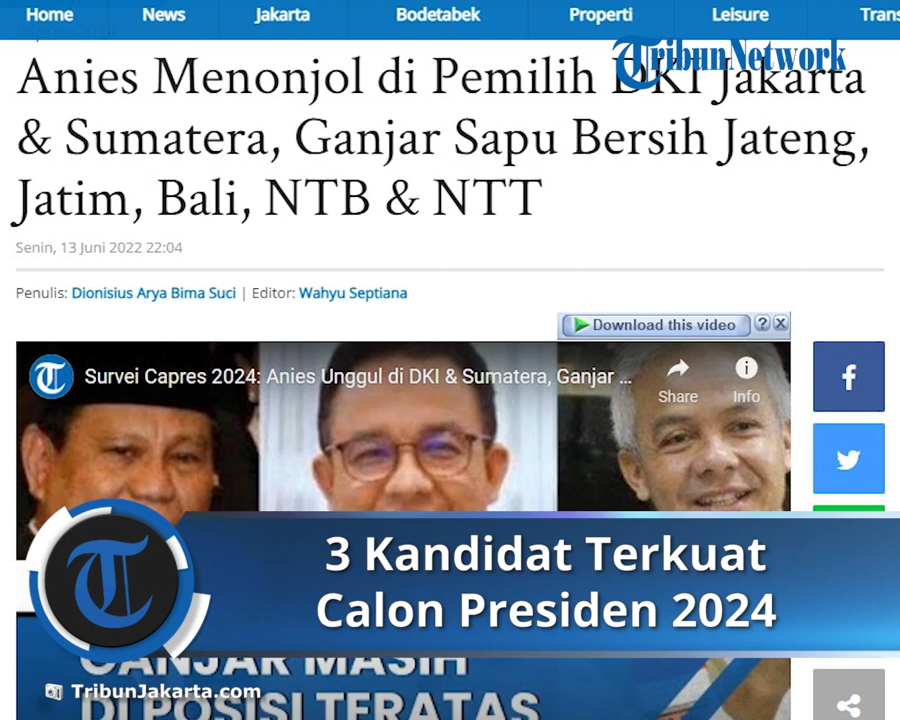 Home News Jakarta Bodetabek Properti Leisure Trans
TribunNetwork
Anies Menonjol di Pemilih DKI Jakarta
& Sumatera, Ganjar Sapu Bersih Jateng,
Jatim, Bali, NTB & NTT
Senin, 13 Juni 2022 22:04
Penulis: Dionisius Arya Bima Suci | Editor: Wahyu Septiana
Download this video ? X
Survei Capres 2024: Anies Unggul di DKI & Sumatera, Ganjar ...
Share Info
3 Kandidat Terkuat
Calon Presiden 2024
GANJAR MASIH
TribunJakarta.com
DI POSISI TERATAS